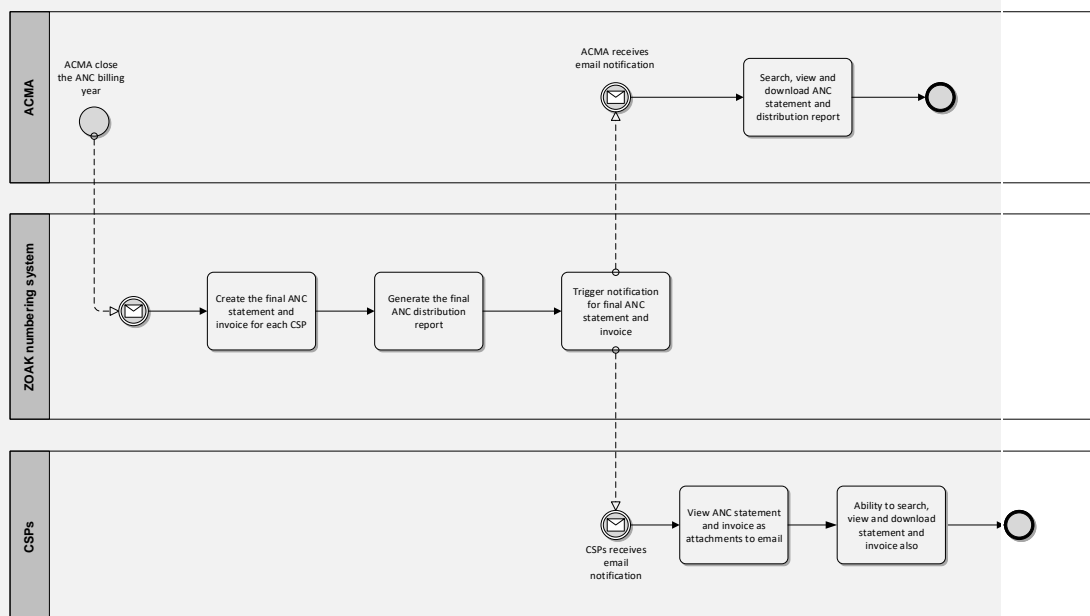 ACMA
ACMA close
the ANC billing
year
ACMA receives
email notification
Search, view and
download ANC
statement and
distribution report
ZOAK numbering system
Create the final ANC
statement and
invoice for each CSP
Generate the final
ANC distribution
report
Trigger notification
for final ANC
statement and
invoice
CSPs
CSPs receives
email
notification
View ANC statement
and invoice as
attachments to email
Ability to search,
view and download
statement and
invoice also